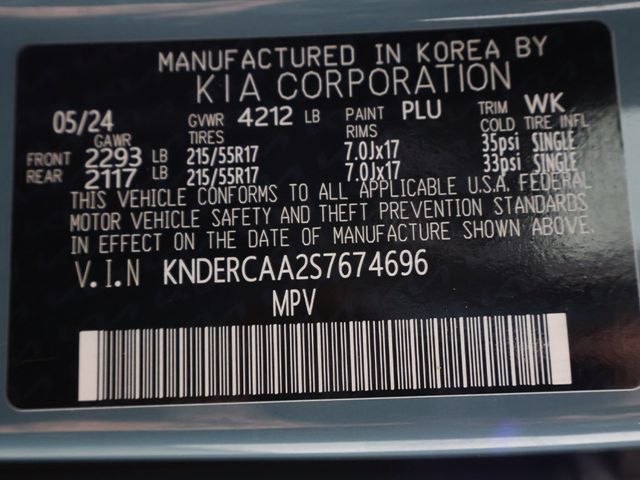 MANUFACTURED IN KOREA BY
KIA CORPORATION
05/24 GVWR 4212 LB PAINT PLU TRIM WK
GAWR TIRES RIMS COLD TIRE INFL
FRONT 2293 LB 215/55R17 7.0Jx17 35psi SINGLE
REAR 2117 LB 215/55R17 7.0Jx17 33psi SINGLE
THIS VEHICLE CONFORMS TO ALL APPLICABLE U.S.A. FEDERAL
MOTOR VEHICLE SAFETY AND THEFT PREVENTION STANDARDS
IN EFFECT ON THE DATE OF MANUFACTURE SHOWN ABOVE.
V.I.N KNDERCAA2S7674696
MPV